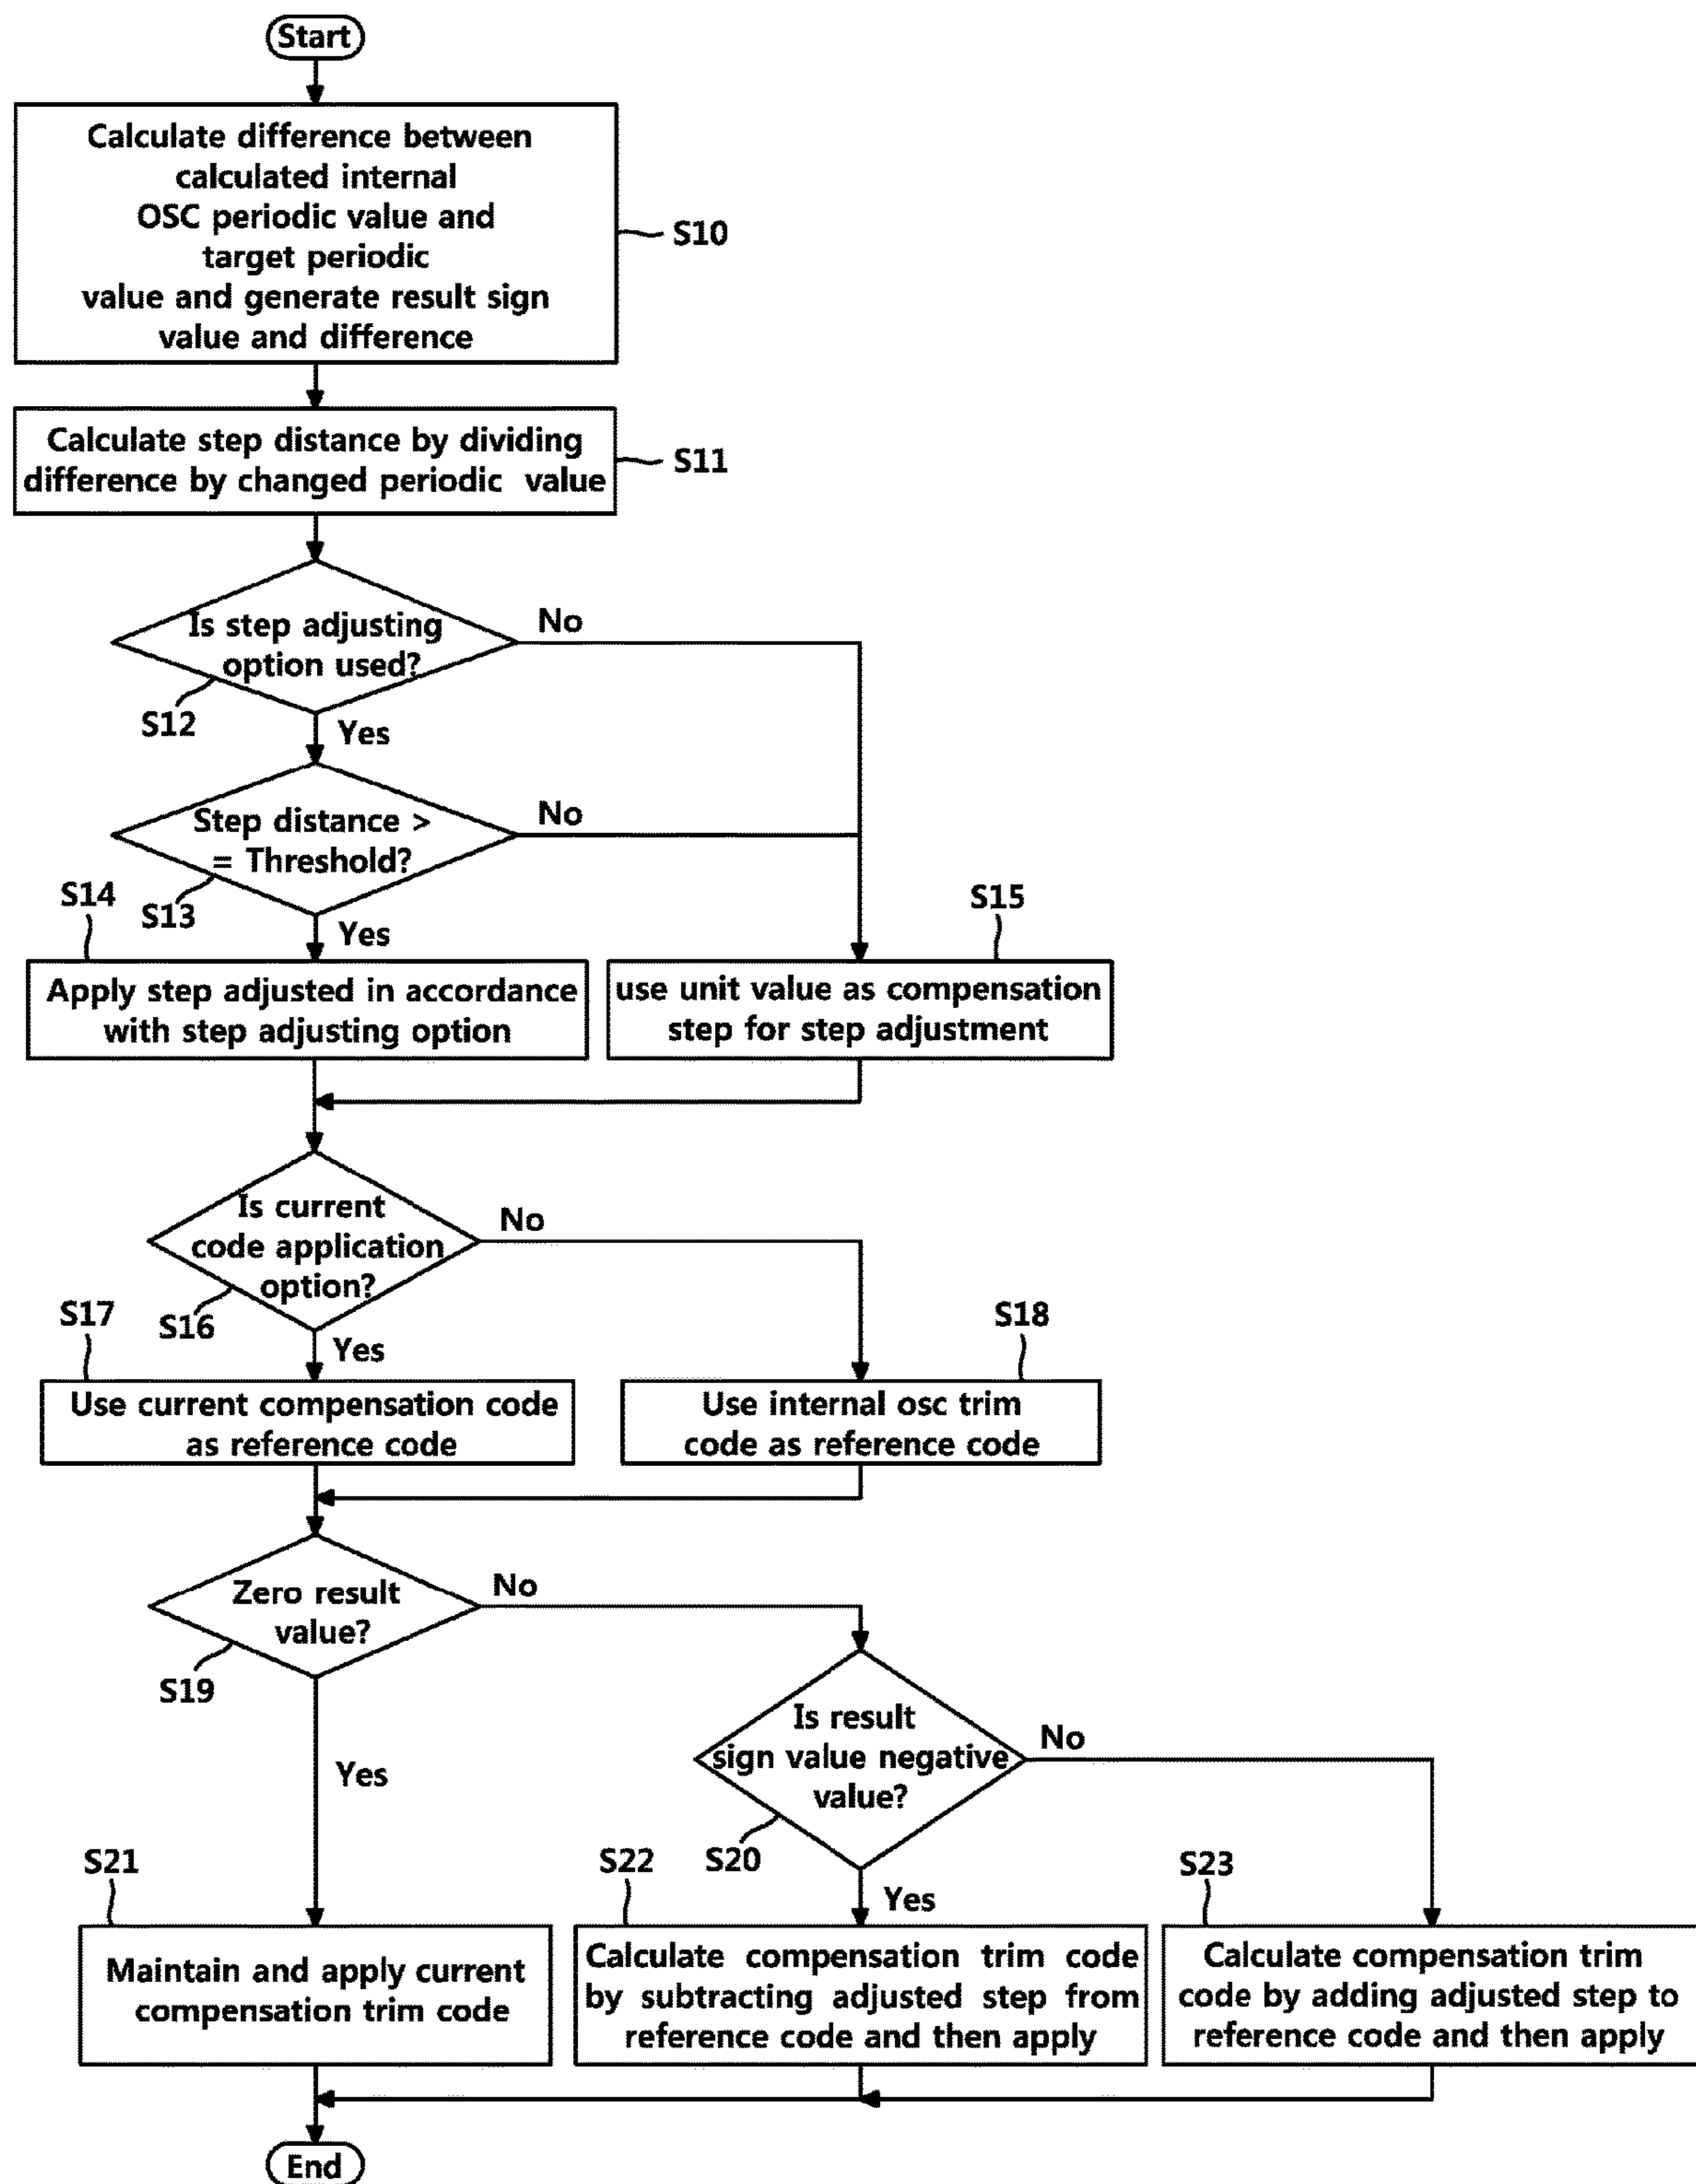 Start
Calculate difference between
calculated internal
OSC periodic value and
target periodic
value and generate result sign
value and difference
S10
Calculate step distance by dividing
difference by changed periodic value
S11
Is step adjusting
option used?
No
S12
Yes
Step distance >
= Threshold?
No
S13
Yes
S14
S15
Apply step adjusted in accordance
with step adjusting option
use unit value as compensation
step for step adjustment
Is current
code application
option?
No
S16
Yes
S17
S18
Use current compensation code
as reference code
Use internal osc trim
code as reference code
Zero result
value?
No
S19
Yes
Is result
sign value negative
value?
No
S20
Yes
S21
S22
S23
Maintain and apply current
compensation trim code
Calculate compensation trim code
by subtracting adjusted step from
reference code and then apply
Calculate compensation trim
code by adding adjusted step to
reference code and then apply
End